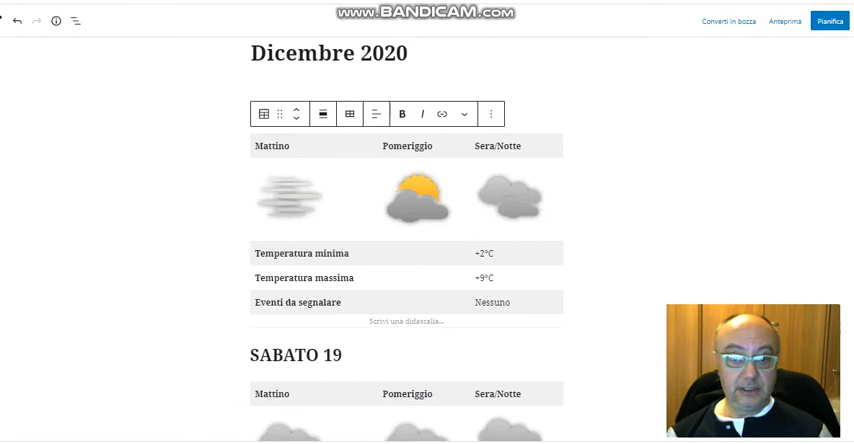 www.BANDICAM.com
Converti in bozza Anteprima Pianifica
Dicembre 2020
B I
Mattino Pomeriggio Sera/Notte
Temperatura minima +2°C
Temperatura massima +9°C
Eventi da segnalare Nessuno
Scrivi una didascalia...
SABATO 19
Mattino Pomeriggio Sera/Notte